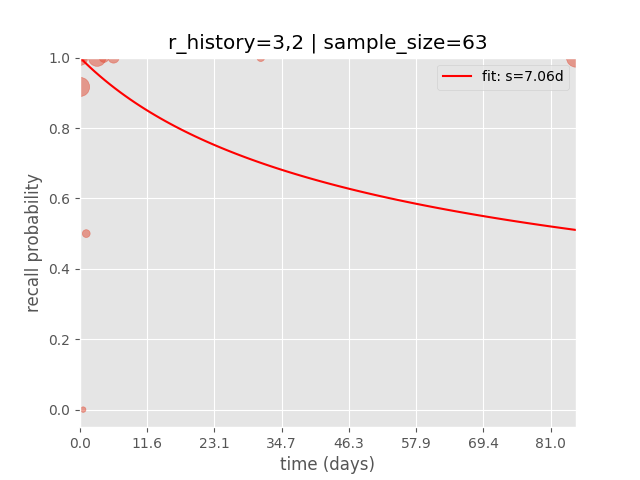 r_history=3,2 | sample_size=63
fit: s=7.06d
recall probability
1.0
0.8
0.6
0.4
0.2
0.0
0.0 11.6 23.1 34.7 46.3 57.9 69.4 81.0
time (days)